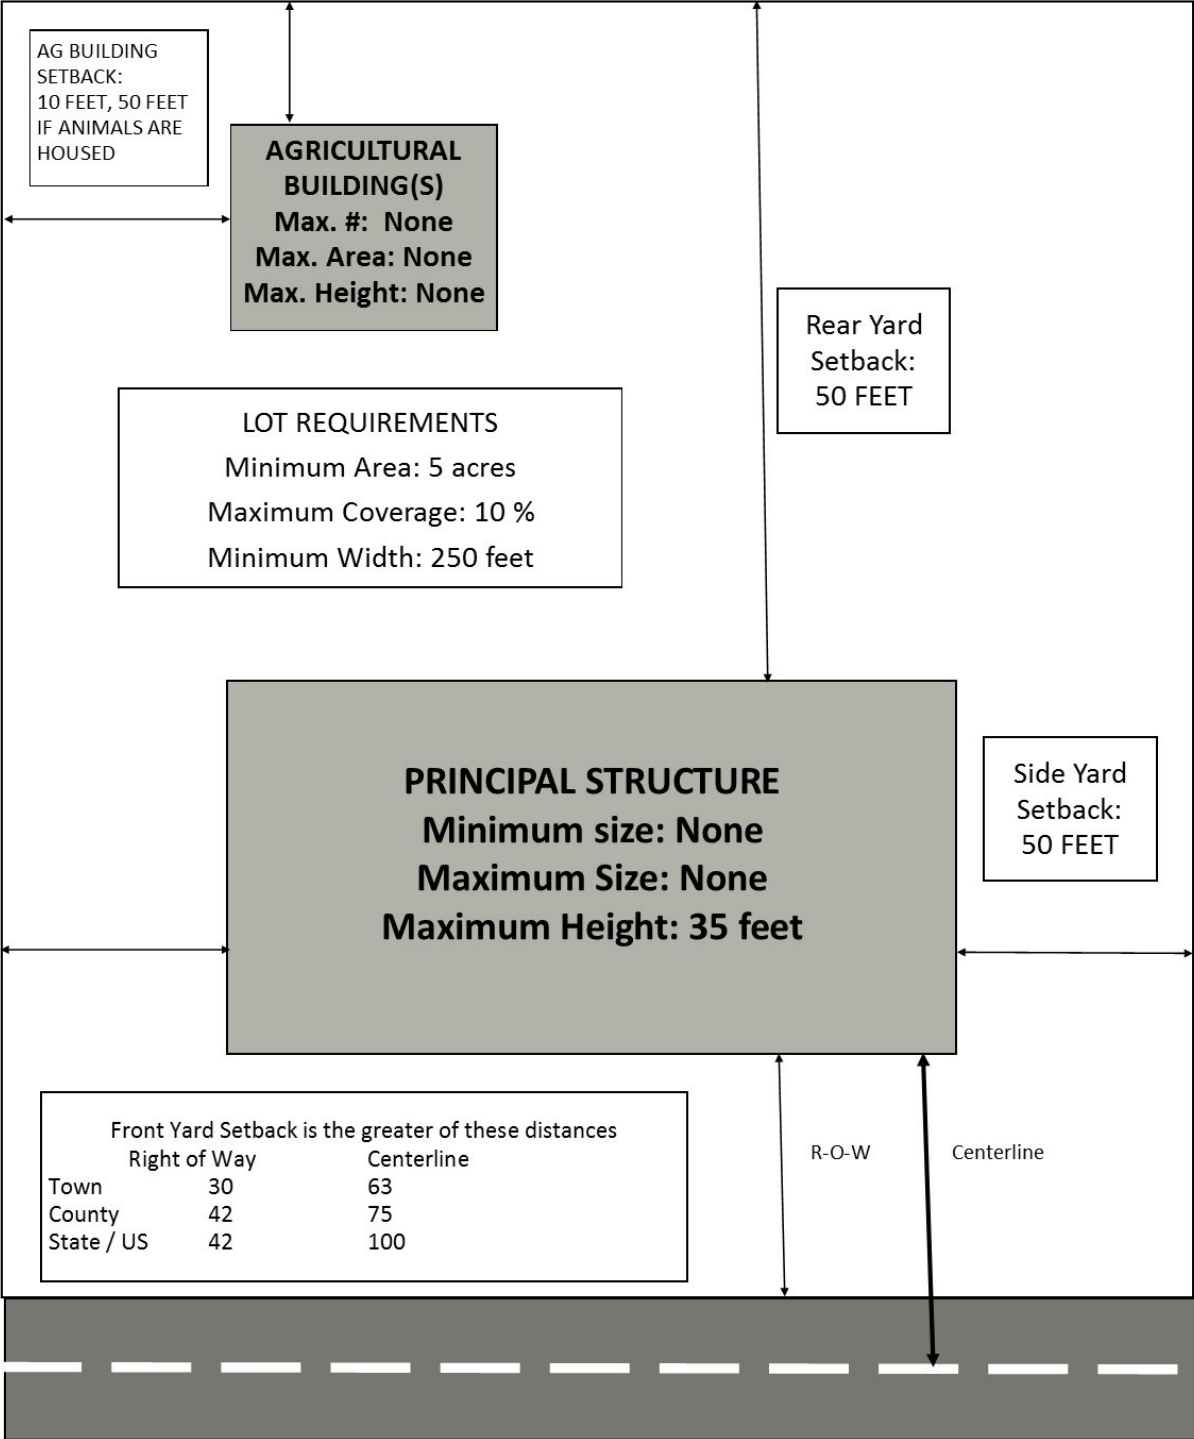 AG BUILDING
SETBACK:
10 FEET, 50 FEET
IF ANIMALS ARE
HOUSED
AGRICULTURAL
BUILDING(S)
Max. #:  None
Max. Area: None
Max. Height: None
Rear Yard
Setback:
50 FEET
LOT REQUIREMENTS
Minimum Area: 5 acres
Maximum Coverage: 10 %
Minimum Width: 250 feet
PRINCIPAL STRUCTURE
Minimum size: None
Maximum Size: None
Maximum Height: 35 feet
Side Yard
Setback:
50 FEET
Front Yard Setback is the greater of these distances
Right of Way Centerline
Town 30 63
County 42 75
State / US 42 100
R-O-W
Centerline